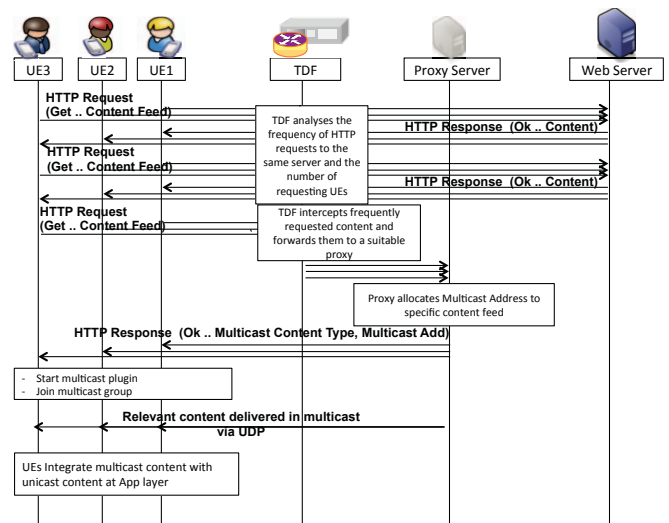 UE3 UE2 UE1 TDF Proxy Server Web Server
HTTP Request
(Get .. Content Feed)
TDF analyses the
frequency of HTTP
requests to the
same server and the
number of
requesting UEs
HTTP Response (Ok .. Content)
HTTP Request
(Get .. Content Feed)
HTTP Response (Ok .. Content)
HTTP Request
(Get .. Content Feed)
TDF intercepts frequently
requested content and
forwards them to a suitable
proxy
Proxy allocates Multicast Address to
specific content feed
HTTP Response (Ok .. Multicast Content Type, Multicast Add)
- Start multicast plugin
- Join multicast group
Relevant content delivered in multicast
via UDP
UEs Integrate multicast content with
unicast content at App layer